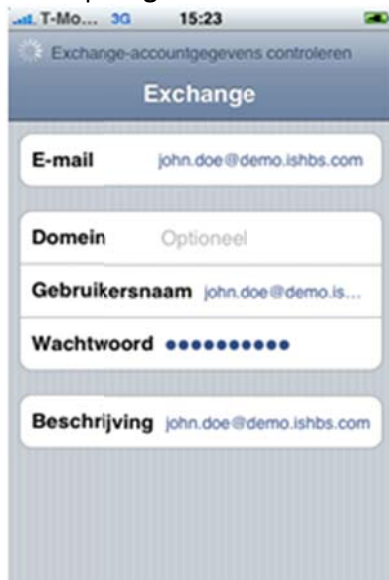 T-Mo... 3G 15:23
Exchange-accountgegevens controleren
Exchange
E-mail john.doe@demo.ishbs.com
Domein Optioneel
Gebruikersnaam john.doe@demo.is...
Wachtwoord ●●●●●●●●●●
Beschrijving john.doe@demo.ishbs.com